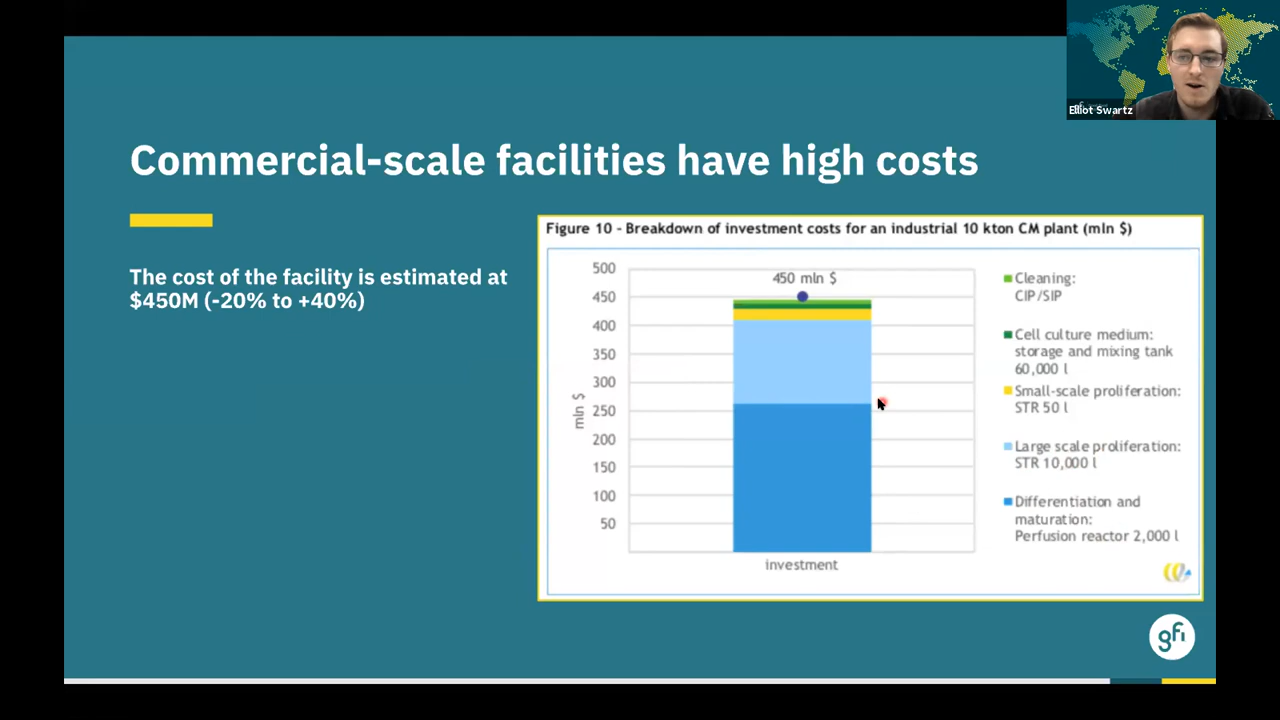 Elliot Swartz
Commercial-scale facilities have high costs
The cost of the facility is estimated at
$450M (-20% to +40%)
Figure 10 - Breakdown of investment costs for an industrial 10 kton CM plant (mln $)
500
450
400
350
300
250
200
150
100
50
mln $
450 mln $
investment
Cleaning:
CIP/SIP
Cell culture medium:
storage and mixing tank
60,000 l
Small-scale proliferation:
STR 50 l
Large scale proliferation:
STR 10,000 l
Differentiation and
maturation:
Perfusion reactor 2,000 l
gfi